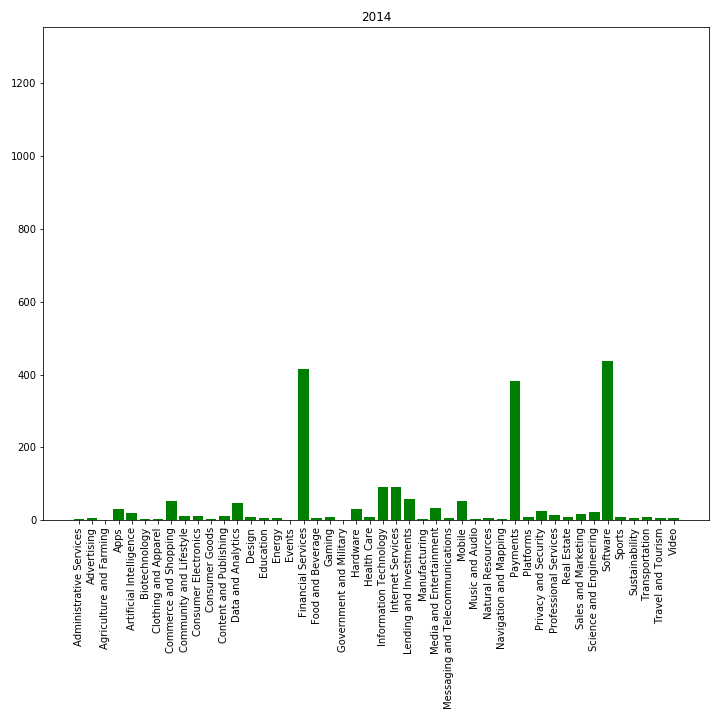 2014
1200
1000
800
600
400
200
0
Administrative Services
Advertising
Agriculture and Farming
Apps
Artificial Intelligence
Biotechnology
Clothing and Apparel
Commerce and Shopping
Community and Lifestyle
Consumer Electronics
Consumer Goods
Content and Publishing
Data and Analytics
Design
Education
Energy
Events
Financial Services
Food and Beverage
Gaming
Government and Military
Hardware
Health Care
Information Technology
Internet Services
Lending and Investments
Manufacturing
Media and Entertainment
Messaging and Telecommunications
Mobile
Music and Audio
Natural Resources
Navigation and Mapping
Payments
Platforms
Privacy and Security
Professional Services
Real Estate
Sales and Marketing
Science and Engineering
Software
Sports
Sustainability
Transportation
Travel and Tourism
Video